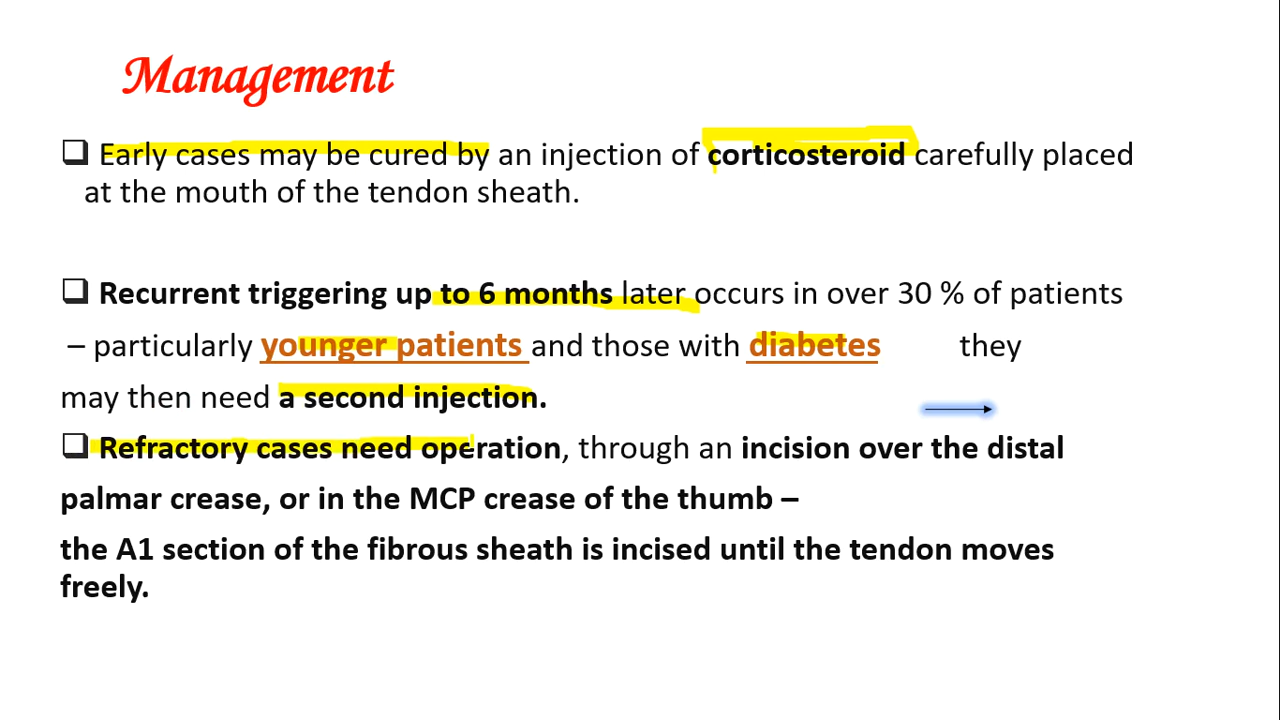 Management
❑ Early cases may be cured by an injection of corticosteroid carefully placed
at the mouth of the tendon sheath.
❑ Recurrent triggering up to 6 months later occurs in over 30 % of patients
– particularly younger patients and those with diabetes they
may then need a second injection.
❑ Refractory cases need operation, through an incision over the distal
palmar crease, or in the MCP crease of the thumb –
the A1 section of the fibrous sheath is incised until the tendon moves
freely.